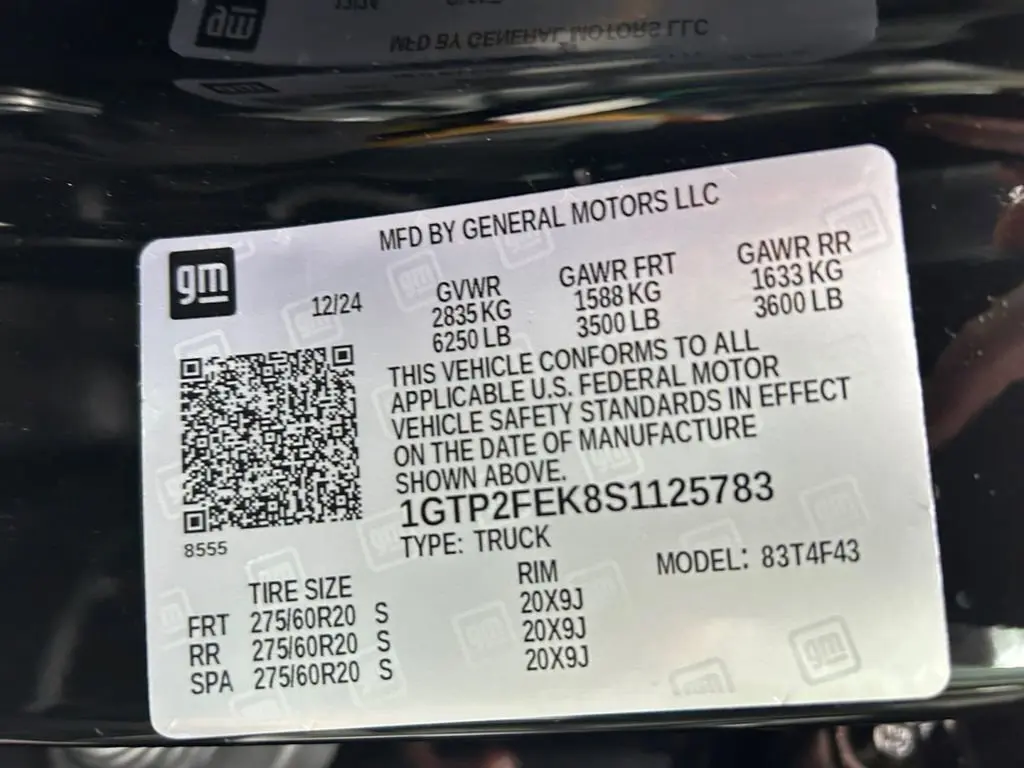 MFD BY GENERAL MOTORS LLC
gm
12/24
GVWR GAWR FRT GAWR RR
2835 KG 1588 KG 1633 KG
6250 LB 3500 LB 3600 LB
THIS VEHICLE CONFORMS TO ALL
APPLICABLE U.S. FEDERAL MOTOR
VEHICLE SAFETY STANDARDS IN EFFECT
ON THE DATE OF MANUFACTURE
SHOWN ABOVE.
1GTP2FEK8S1125783
8555
TYPE: TRUCK
MODEL: 83T4F43
TIRE SIZE RIM
FRT 275/60R20 S 20X9J
RR 275/60R20 S 20X9J
SPA 275/60R20 S 20X9J